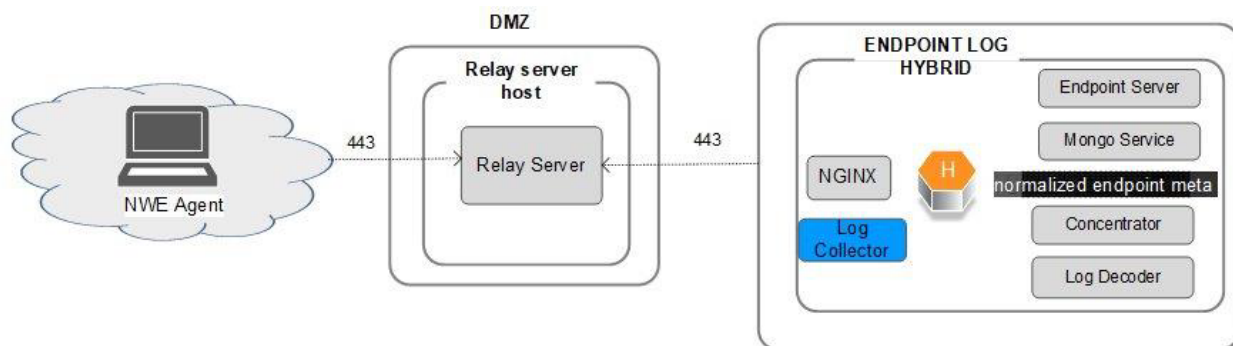 DMZ
Relay server
host
Relay Server
443
NWE Agent
443
ENDPOINT LOG
HYBRID
Endpoint Server
Mongo Service
NGINX
H
normalized endpoint meta
Log
Collector
Concentrator
Log Decoder